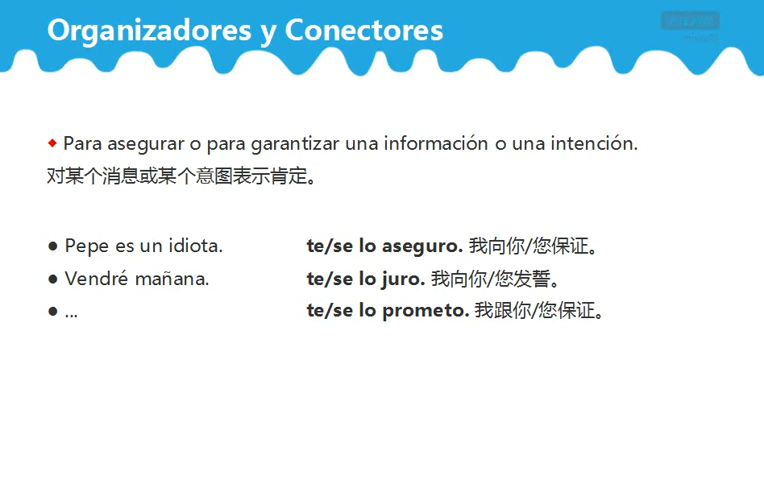 Organizadores y Conectores
◆ Para asegurar o para garantizar una información o una intención.
对某个消息或某个意图表示肯定。
● Pepe es un idiota. te/se lo aseguro. 我向你/您保证。
● Vendré mañana. te/se lo juro. 我向你/您发誓。
● ... te/se lo prometo. 我跟你/您保证。